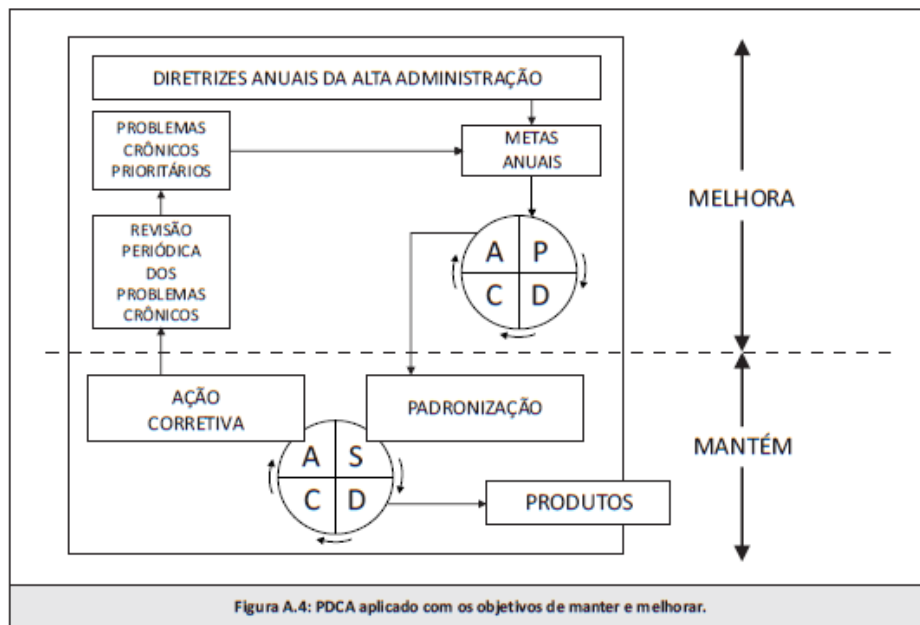 DIRETRIZES ANUAIS DA ALTA ADMINISTRAÇÃO
PROBLEMAS
CRÔNICOS
PRIORITÁRIOS
METAS
ANUAIS
MELHORA
REVISÃO
PERIÓDICA
DOS
PROBLEMAS
CRÔNICOS
A P
C D
AÇÃO
CORRETIVA
PADRONIZAÇÃO
MANTÉM
A S
C D
PRODUTOS
Figura A.4: PDCA aplicado com os objetivos de manter e melhorar.